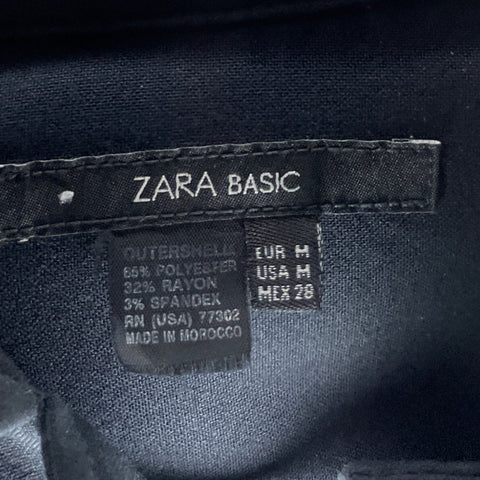 ZARA BASIC
OUTERSHELL
65% POLYESTER
32% RAYON
3% SPANDEX
RN (USA) 77302
MADE IN MOROCCO
EUR M
USA M
MEX 28